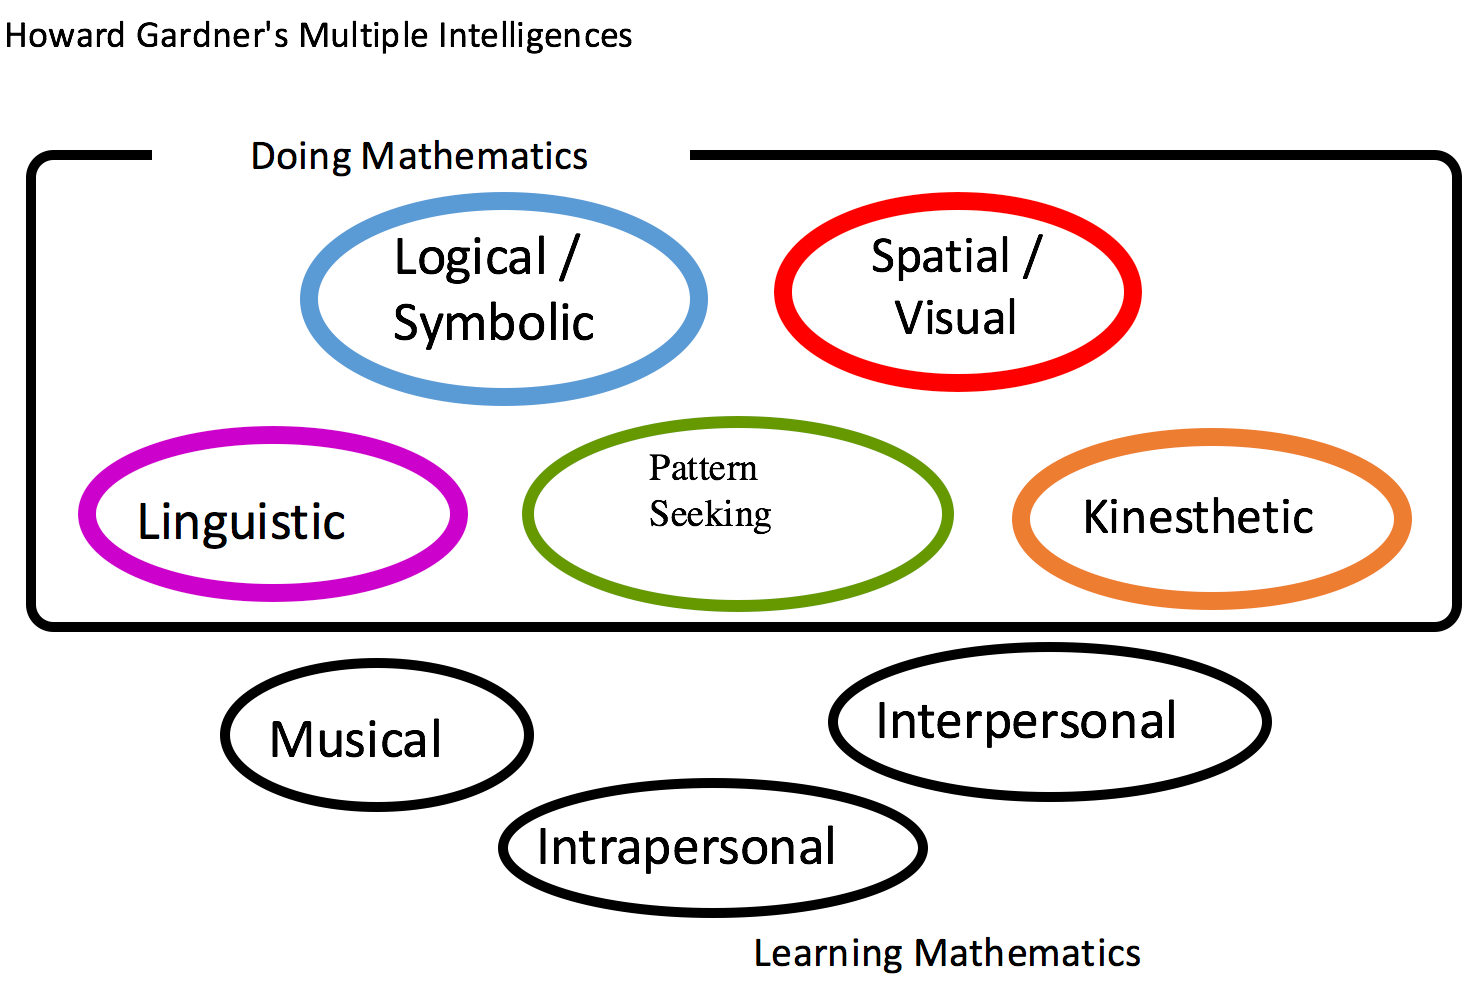 Howard Gardner's Multiple Intelligences
Doing Mathematics
Logical /
Symbolic
Spatial /
Visual
Linguistic
Pattern
Seeking
Kinesthetic
Musical
Interpersonal
Intrapersonal
Learning Mathematics